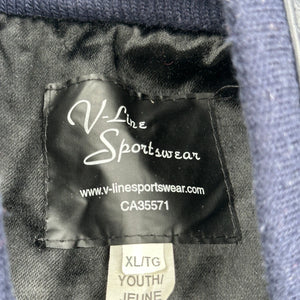 V-Line
Sportswear
www.v-linesportswear.com
CA35571
XL/TG
YOUTH/
JEUNE